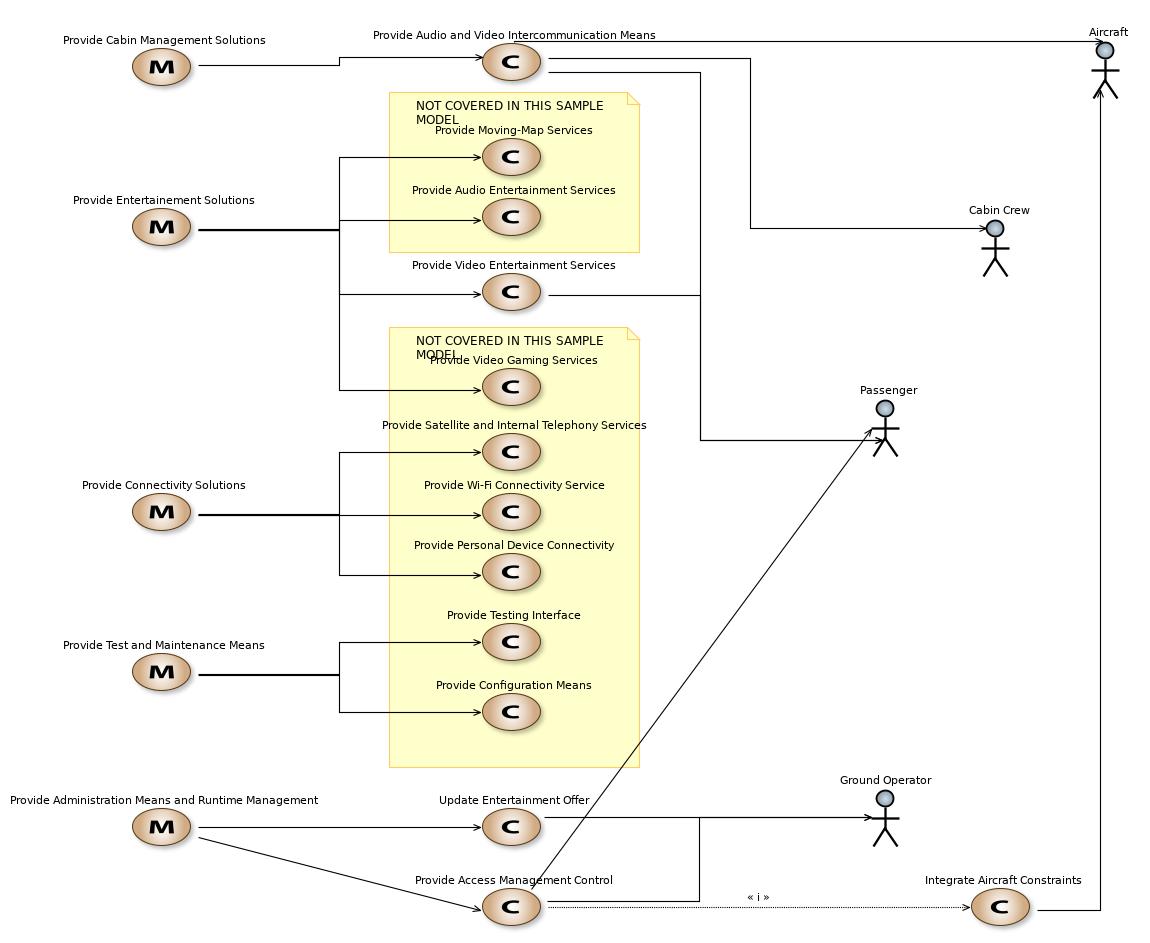 Provide Cabin Management Solutions
M
Provide Audio and Video Intercommunication Means
C
Aircraft
NOT COVERED IN THIS SAMPLE
MODEL
Provide Moving-Map Services
C
Provide Audio Entertainment Services
C
Provide Entertainement Solutions
M
Cabin Crew
Provide Video Entertainment Services
C
NOT COVERED IN THIS SAMPLE
MODEL
Provide Video Gaming Services
C
Passenger
Provide Satellite and Internal Telephony Services
C
Provide Connectivity Solutions
M
Provide Wi-Fi Connectivity Service
C
Provide Personal Device Connectivity
C
Provide Testing Interface
C
Provide Test and Maintenance Means
M
Provide Configuration Means
C
Provide Administration Means and Runtime Management
M
Update Entertainment Offer
C
Ground Operator
Provide Access Management Control
C
« i »
Integrate Aircraft Constraints
C